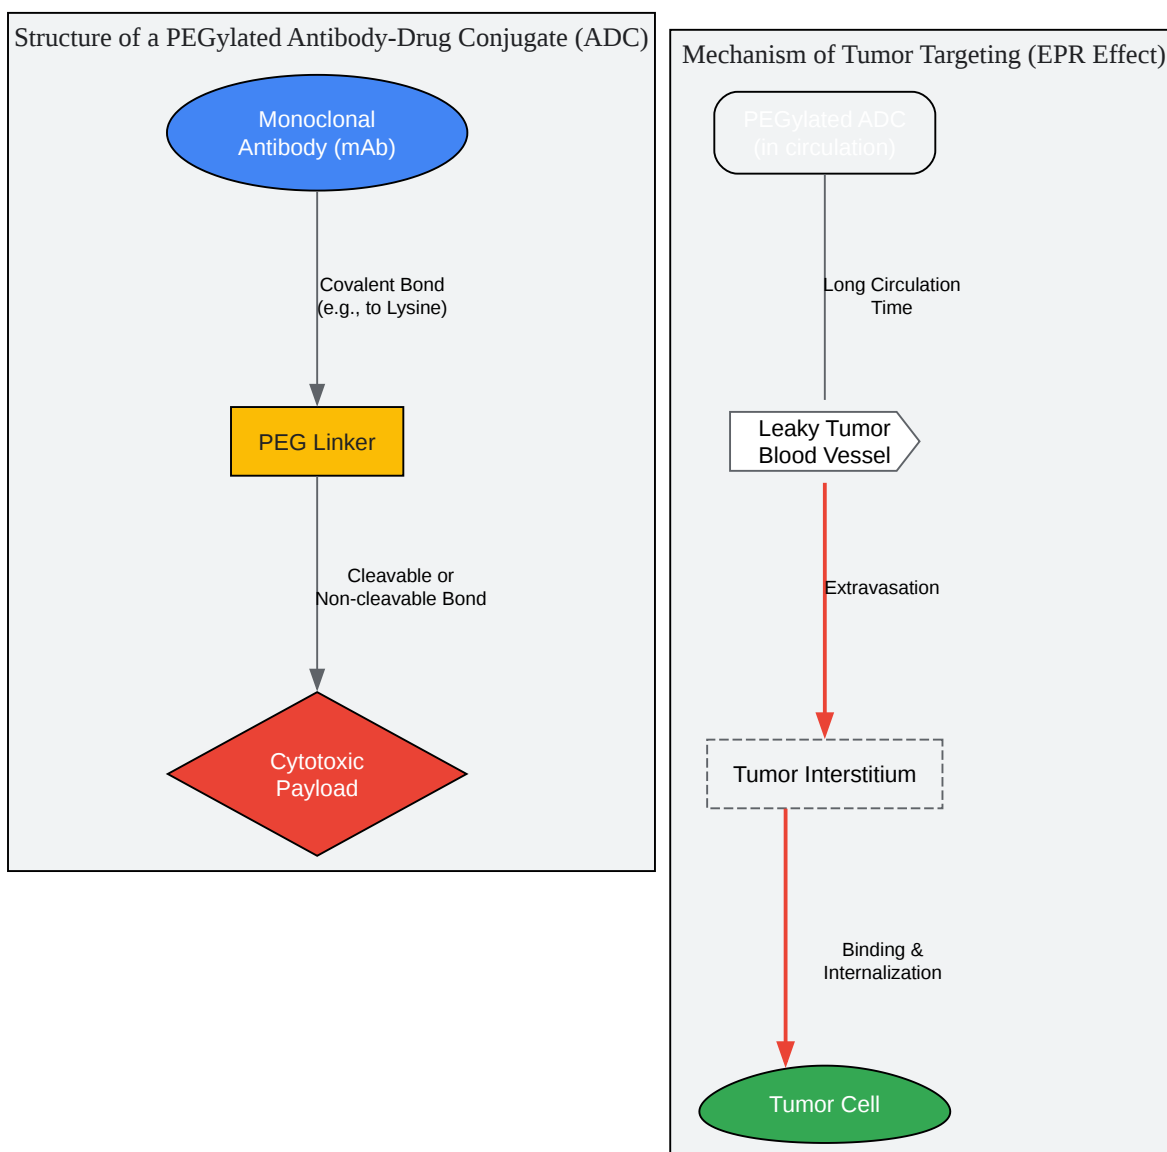 Structure of a PEGylated Antibody-Drug Conjugate (ADC)
Monoclonal
Antibody (mAb)
Covalent Bond
(e.g., to Lysine)
PEG Linker
Cleavable or
Non-cleavable Bond
Cytotoxic
Payload
Mechanism of Tumor Targeting (EPR Effect)
PEGylated ADC
(in circulation)
Long Circulation
Time
Leaky Tumor
Blood Vessel
Extravasation
Tumor Interstitium
Binding &
Internalization
Tumor Cell